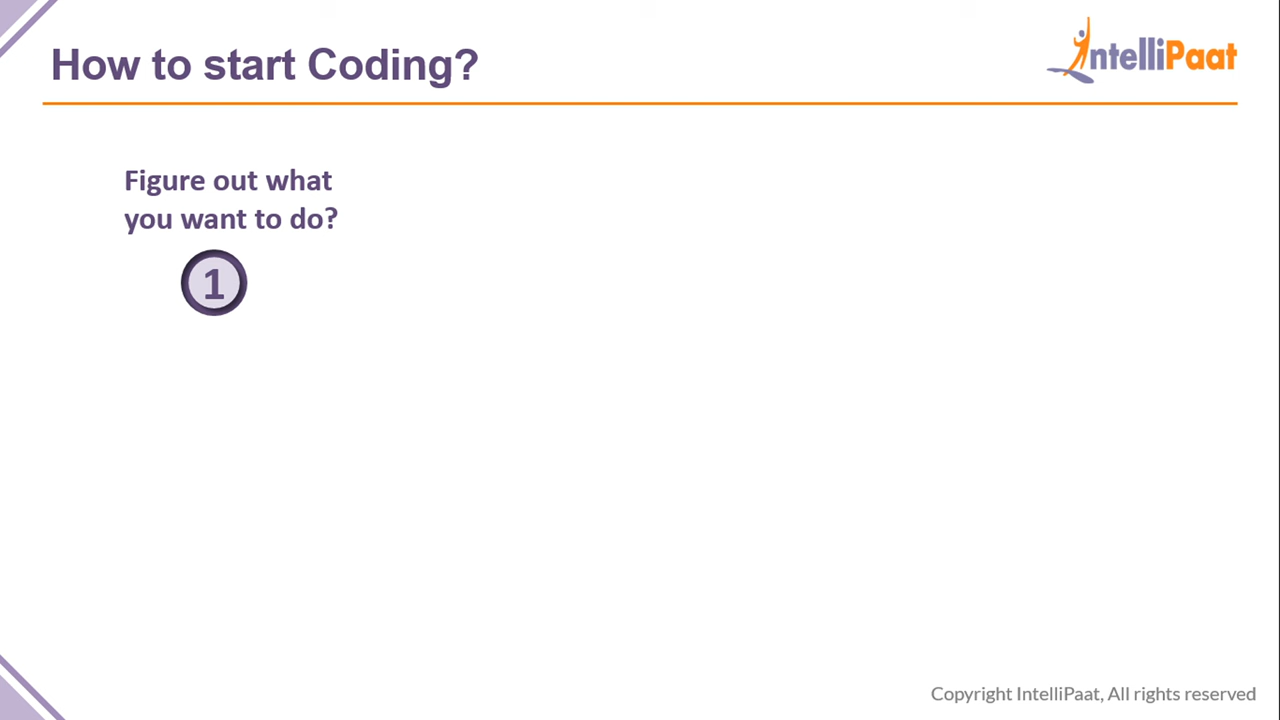 How to start Coding?
IntelliPaat
Figure out what
you want to do?
1
Copyright IntelliPaat, All rights reserved